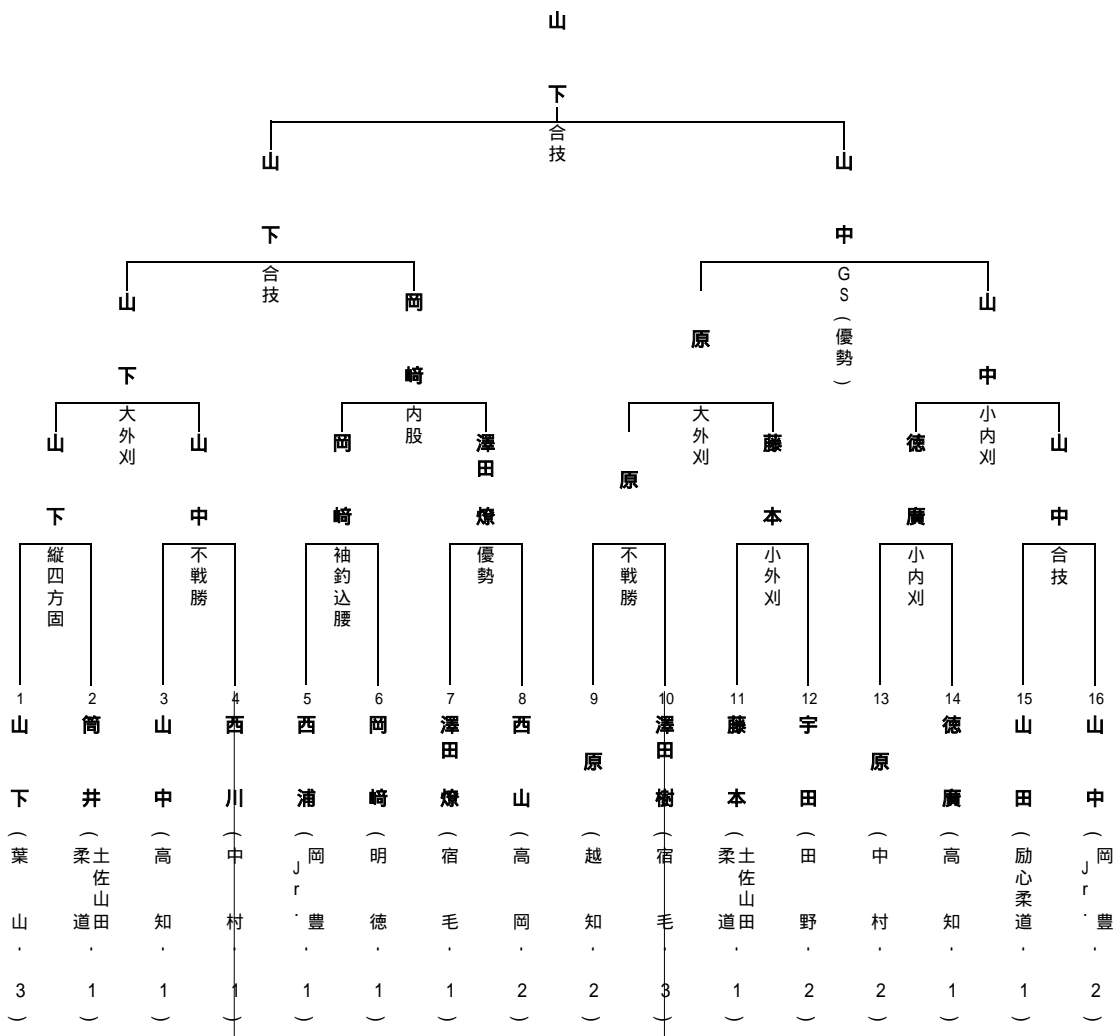 山下
合技
山下
山中
合技
GS(優勢)
山下
岡﨑
原
山中
大外刈
内股
大外刈
小内刈
山下
山中
岡﨑
澤田燎
原
藤本
徳廣
山中
縦四方固
不戦勝
袖釣込腰
優勢
不戦勝
小外刈
小内刈
合技
1 山下(葉山・3)
2 筒井(土佐山田柔道・1)
3 山中(高知・1)
4 西川(中村・1)
5 西浦(岡豊Jr.・1)
6 岡﨑(明徳・1)
7 澤田燎(宿毛・1)
8 西山(高岡・2)
9 原(越知・2)
10 澤田樹(宿毛・3)
11 藤本(土佐山田柔道・1)
12 宇田(田野・2)
13 原(中村・2)
14 徳廣(高知・1)
15 山田(励心柔道・1)
16 山中(岡豊Jr.・2)